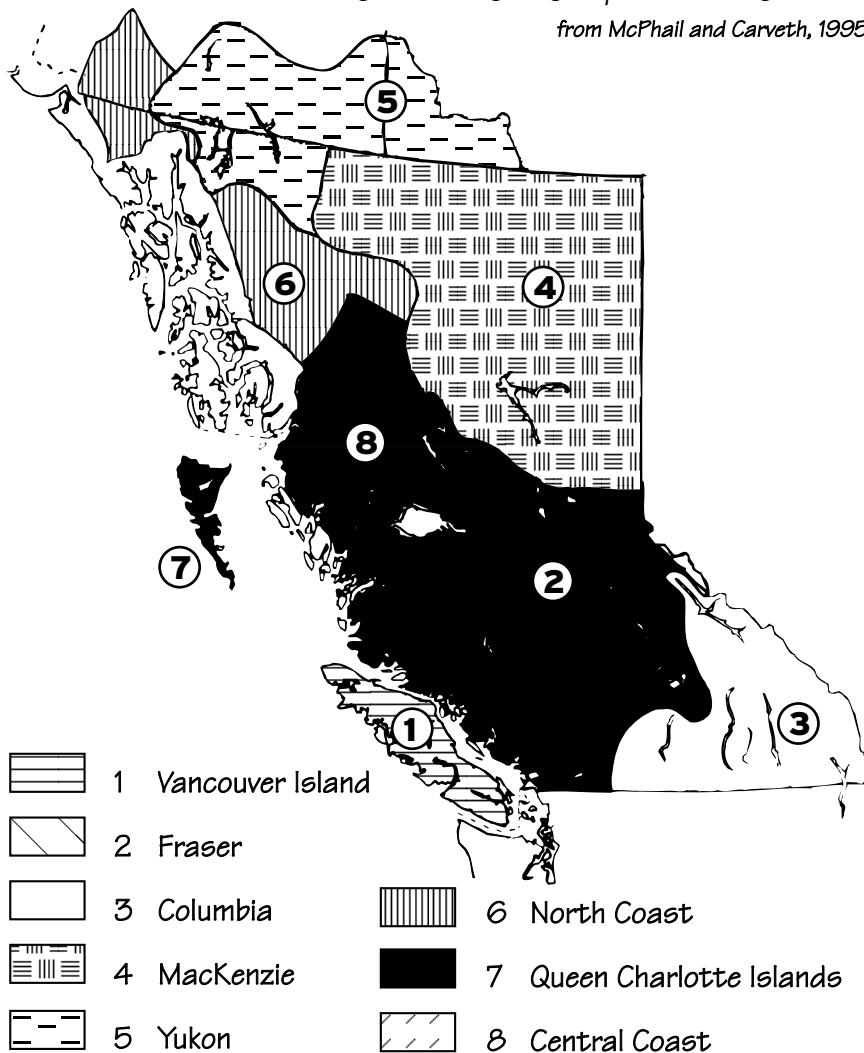 from McPhail and Carveth, 1995
5
6
4
8
7
2
1
3
1 Vancouver Island
2 Fraser
3 Columbia
4 MacKenzie
5 Yukon
6 North Coast
7 Queen Charlotte Islands
8 Central Coast